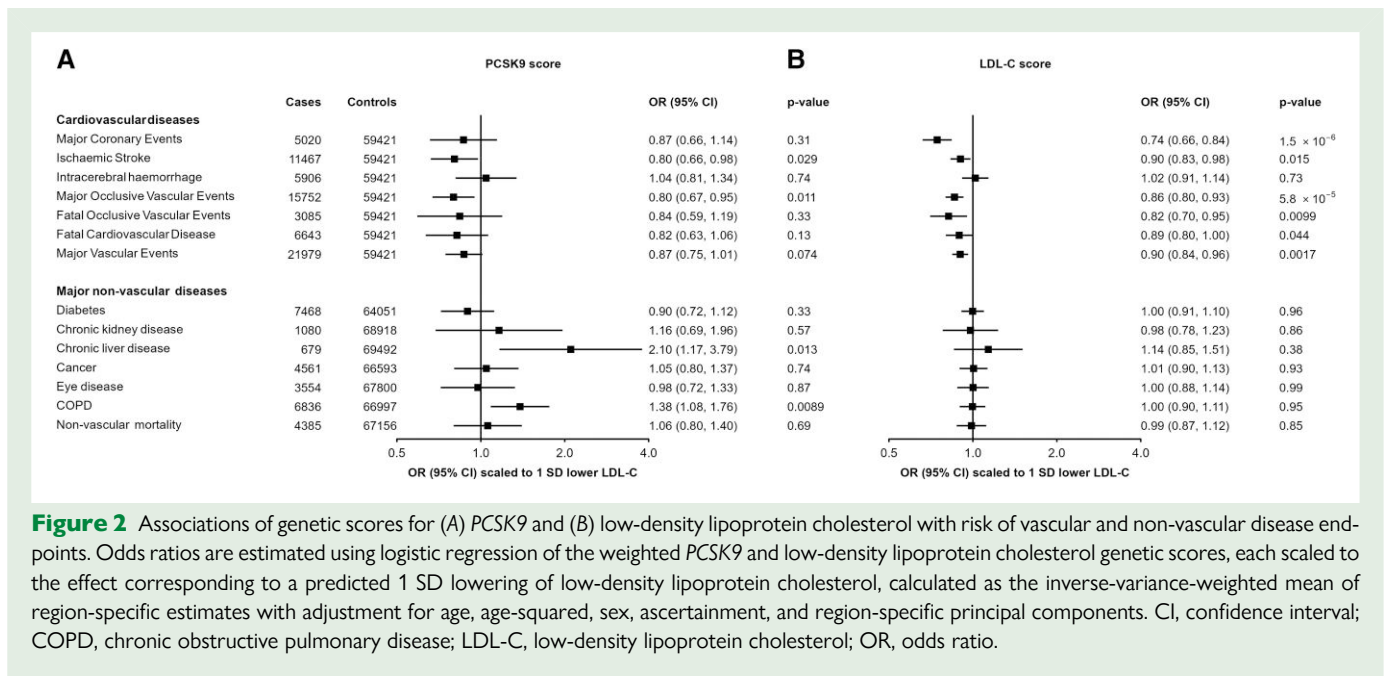 A PCSK9 score B LDL-C score
Cases Controls OR (95% CI) p-value OR (95% CI) p-value
Cardiovascular diseases
Major Coronary Events 5020 59421 0.87 (0.66, 1.14) 0.31 0.74 (0.66, 0.84) 1.5 × 10⁻⁶
Ischaemic Stroke 11467 59421 0.80 (0.66, 0.98) 0.029 0.90 (0.83, 0.98) 0.015
Intracerebral haemorrhage 5906 59421 1.04 (0.81, 1.34) 0.74 1.02 (0.91, 1.14) 0.73
Major Occlusive Vascular Events 15752 59421 0.80 (0.67, 0.95) 0.011 0.86 (0.80, 0.93) 5.8 × 10⁻⁵
Fatal Occlusive Vascular Events 3085 59421 0.84 (0.59, 1.19) 0.33 0.82 (0.70, 0.95) 0.0099
Fatal Cardiovascular Disease 6643 59421 0.82 (0.63, 1.06) 0.13 0.89 (0.80, 1.00) 0.044
Major Vascular Events 21979 59421 0.87 (0.75, 1.01) 0.074 0.90 (0.84, 0.96) 0.0017
Major non-vascular diseases
Diabetes 7468 64051 0.90 (0.72, 1.12) 0.33 1.00 (0.91, 1.10) 0.96
Chronic kidney disease 1080 68918 1.16 (0.69, 1.96) 0.57 0.98 (0.78, 1.23) 0.86
Chronic liver disease 679 69492 2.10 (1.17, 3.79) 0.013 1.14 (0.85, 1.51) 0.38
Cancer 4561 66593 1.05 (0.80, 1.37) 0.74 1.01 (0.90, 1.13) 0.93
Eye disease 3554 67800 0.98 (0.72, 1.33) 0.87 1.00 (0.88, 1.14) 0.99
COPD 6836 66997 1.38 (1.08, 1.76) 0.0089 1.00 (0.90, 1.11) 0.95
Non-vascular mortality 4385 67156 1.06 (0.80, 1.40) 0.69 0.99 (0.87, 1.12) 0.85
0.5 1.0 2.0 4.0 0.5 1.0 2.0 4.0
OR (95% CI) scaled to 1 SD lower LDL-C OR (95% CI) scaled to 1 SD lower LDL-C
Figure 2 Associations of genetic scores for (A) PCSK9 and (B) low-density lipoprotein cholesterol with risk of vascular and non-vascular disease end-
points. Odds ratios are estimated using logistic regression of the weighted PCSK9 and low-density lipoprotein cholesterol genetic scores, each scaled to
the effect corresponding to a predicted 1 SD lowering of low-density lipoprotein cholesterol, calculated as the inverse-variance-weighted mean of
region-specific estimates with adjustment for age, age-squared, sex, ascertainment, and region-specific principal components. CI, confidence interval;
COPD, chronic obstructive pulmonary disease; LDL-C, low-density lipoprotein cholesterol; OR, odds ratio.